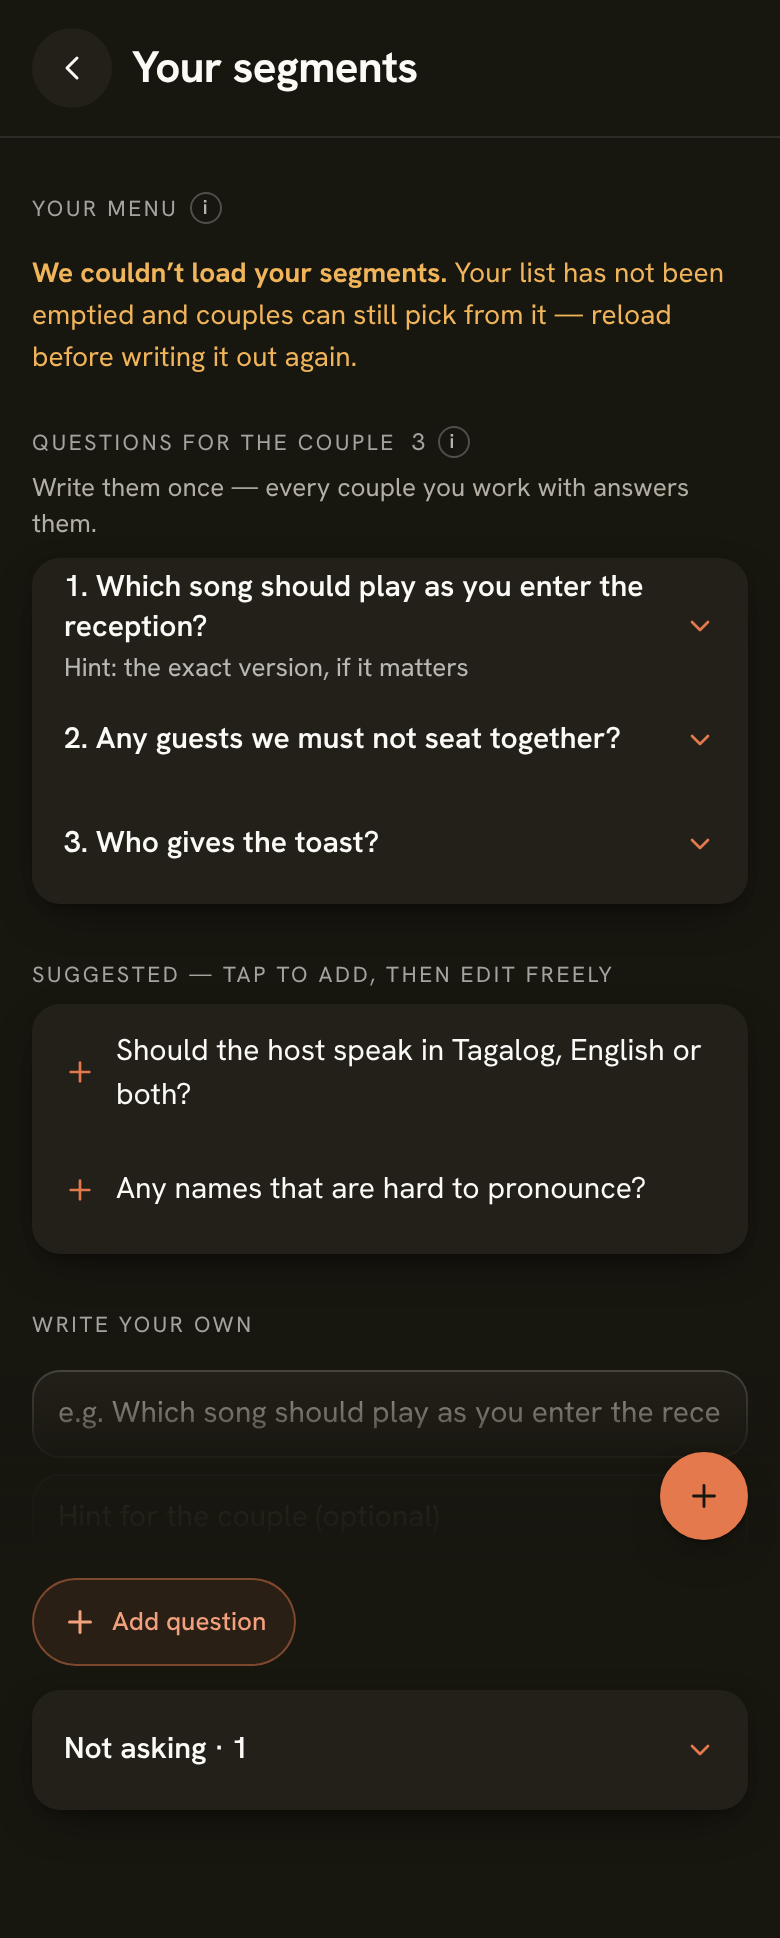 Your segments
YOUR MENU i
We couldn’t load your segments. Your list has not been
emptied and couples can still pick from it — reload
before writing it out again.
QUESTIONS FOR THE COUPLE 3 i
Write them once — every couple you work with answers
them.
1. Which song should play as you enter the
reception?
Hint: the exact version, if it matters
2. Any guests we must not seat together?
3. Who gives the toast?
SUGGESTED — TAP TO ADD, THEN EDIT FREELY
Should the host speak in Tagalog, English or
both?
Any names that are hard to pronounce?
WRITE YOUR OWN
e.g. Which song should play as you enter the rece
Hint for the couple (optional)
Add question
Not asking · 1